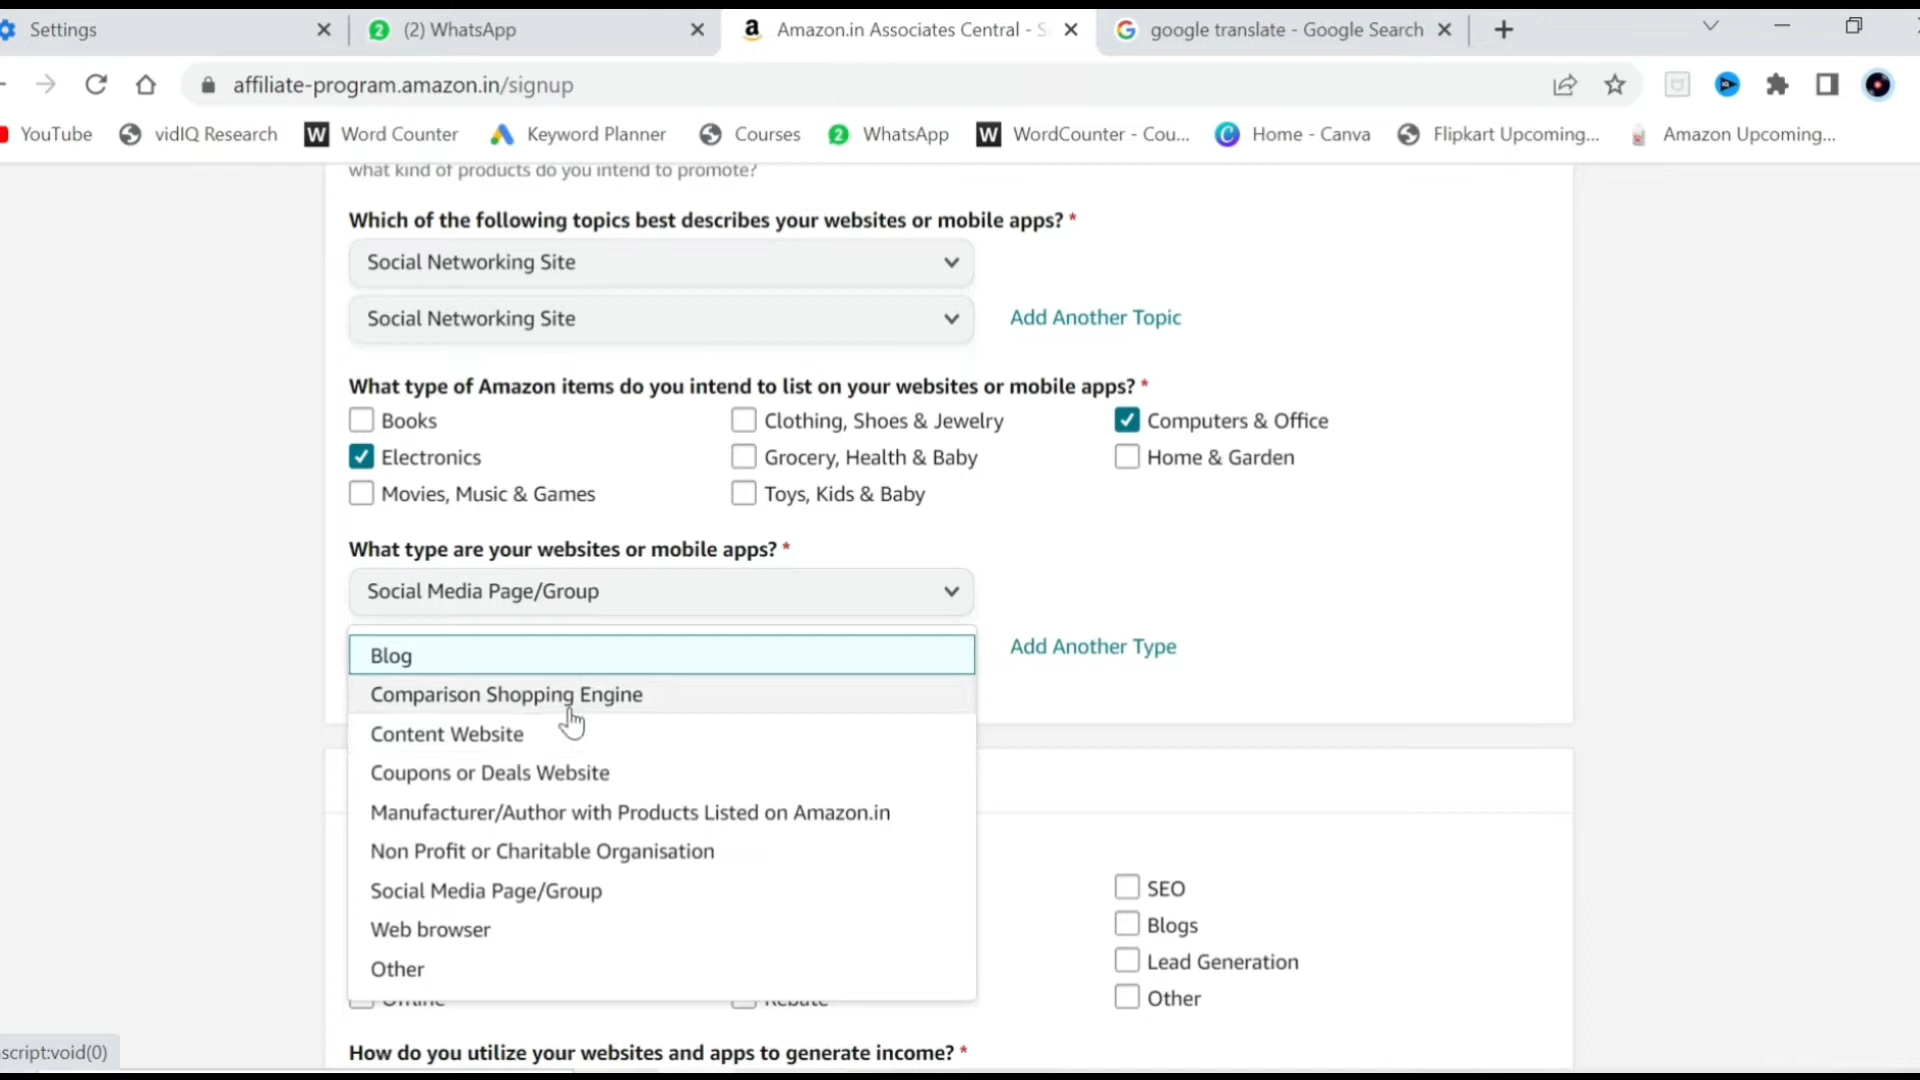 Settings
(2) WhatsApp
Amazon.in Associates Central - S
google translate - Google Search
affiliate-program.amazon.in/signup
YouTube
vidIQ Research
Word Counter
Keyword Planner
Courses
WhatsApp
WordCounter - Cou...
Home - Canva
Flipkart Upcoming...
Amazon Upcoming...
what kind of products do you intend to promote?
Which of the following topics best describes your websites or mobile apps? *
Social Networking Site
Social Networking Site
Add Another Topic
What type of Amazon items do you intend to list on your websites or mobile apps? *
Books
Clothing, Shoes & Jewelry
Computers & Office
Electronics
Grocery, Health & Baby
Home & Garden
Movies, Music & Games
Toys, Kids & Baby
What type are your websites or mobile apps? *
Social Media Page/Group
Add Another Type
Blog
Comparison Shopping Engine
Content Website
Coupons or Deals Website
Manufacturer/Author with Products Listed on Amazon.in
Non Profit or Charitable Organisation
Social Media Page/Group
Web browser
Other
SEO
Blogs
Lead Generation
Offline
Rebate
Other
script:void(0)
How do you utilize your websites and apps to generate income? *